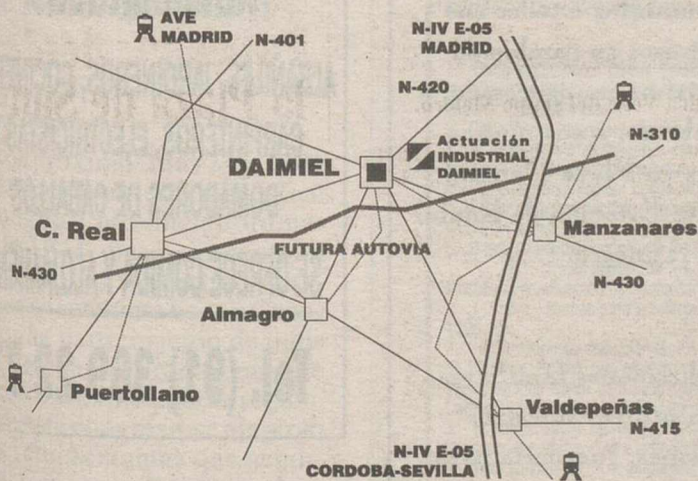 AVE
MADRID
N-401
N-IV E-05
MADRID
N-420
N-310
Actuación
INDUSTRIAL
DAIMIEL
DAIMIEL
C. Real
Manzanares
FUTURA AUTOVIA
N-430
N-430
Almagro
Puertollano
Valdepeñas
N-415
N-IV E-05
CORDOBA-SEVILLA